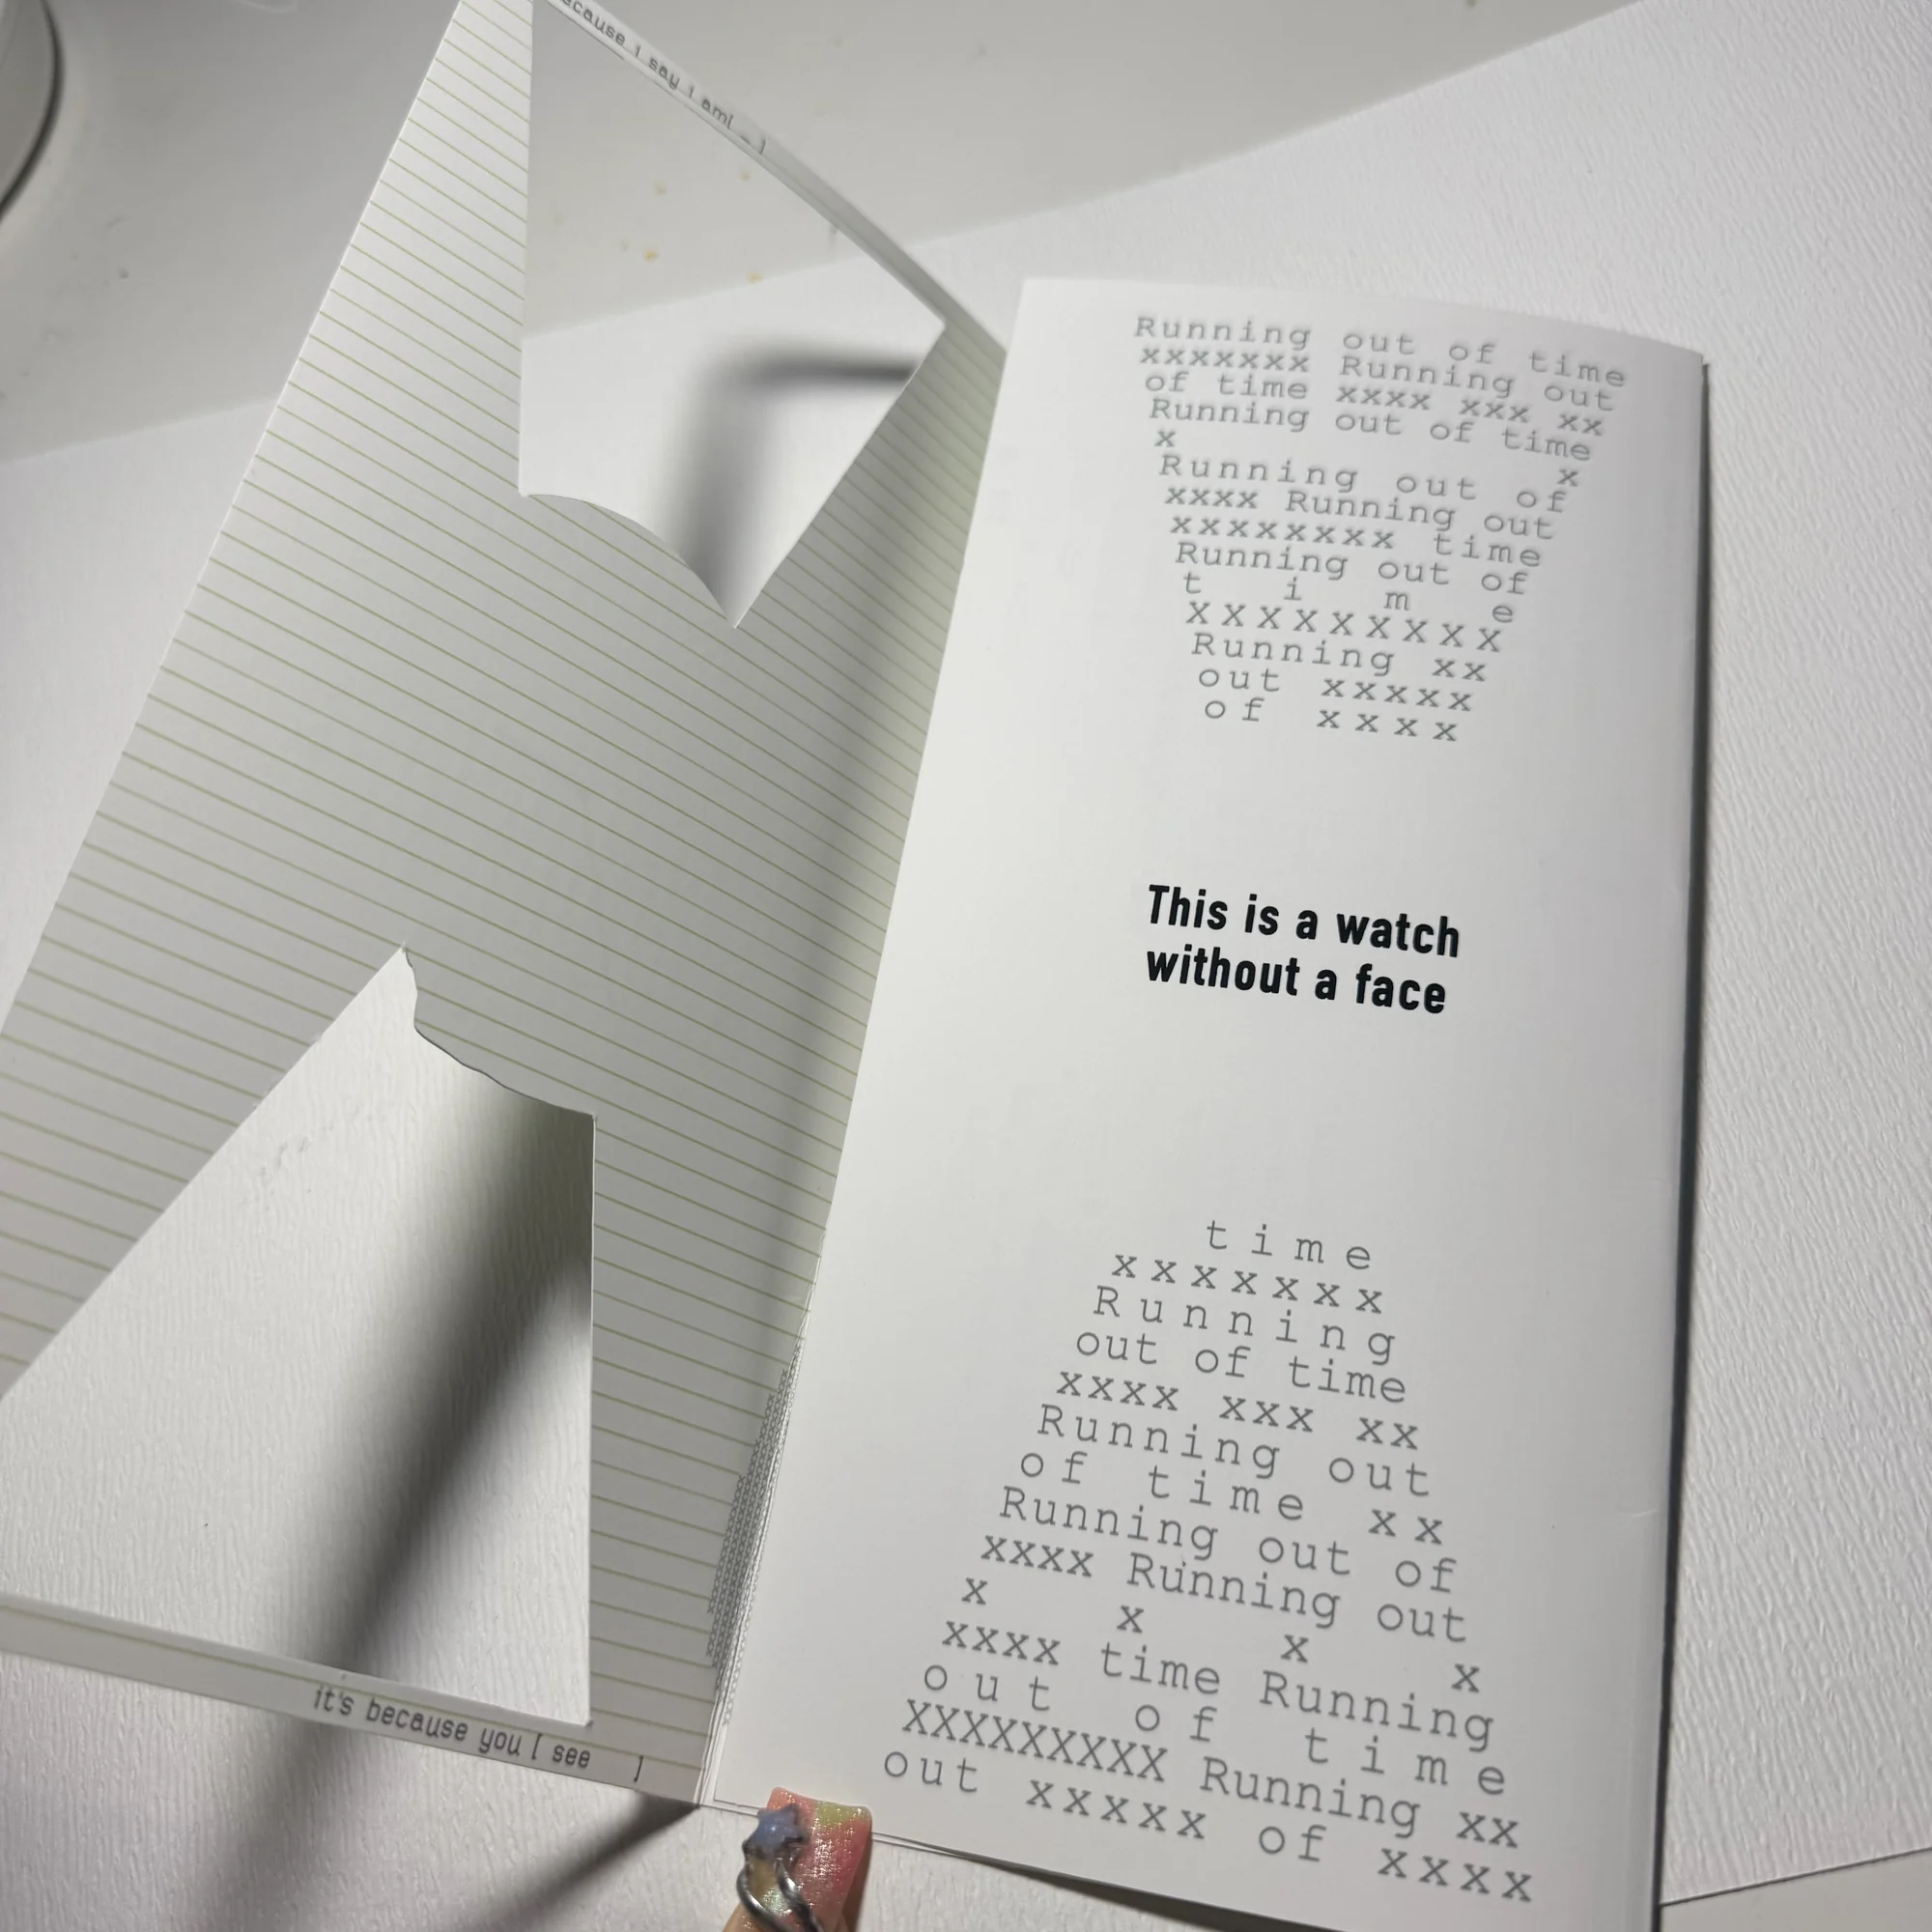 i say i am[ – ]
it's because you [ see     ]
Running out of time
xxxxxxx Running out
of time xxxx xxx xx
Running out of time
x x
Running out of
xxxx Running out
xxxxxxxx time
Running out of
t i m e
xxxxxxxxx
Running xx
out xxxxx
of xxxx
This is a watch
without a face
time
xxxxxxx
Running
out of time
xxxx xxx xx
Running out
of time xx
Running out of
xxxx Running out
x x x x
xxxx time Running
out of time
XXXXXXXXX Running xx
out xxxxx of xxxx